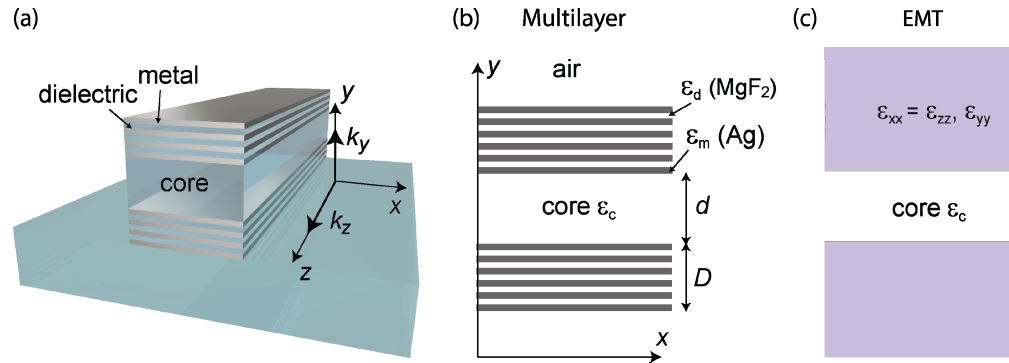 (a)
metal
dielectric
y
k_y
core
x
k_z
z
(b) Multilayer
y
air
ε_d (MgF₂)
ε_m (Ag)
core ε_c
d
D
x
(c) EMT
ε_xx = ε_zz, ε_yy
core ε_c